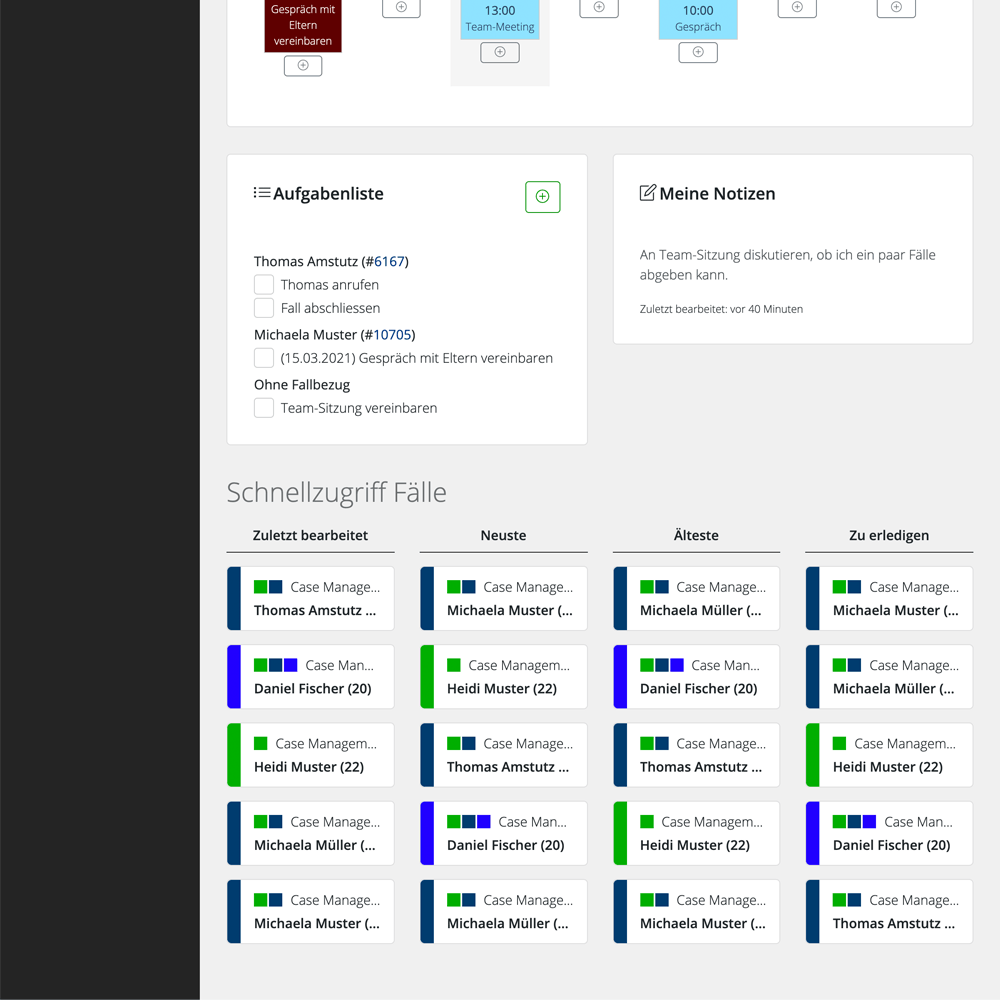 Gespräch mit
Eltern
vereinbaren
13:00
Team-Meeting
10:00
Gespräch
Aufgabenliste
Thomas Amstutz (#6167)
Thomas anrufen
Fall abschliessen
Michaela Muster (#10705)
(15.03.2021) Gespräch mit Eltern vereinbaren
Ohne Fallbezug
Team-Sitzung vereinbaren
Meine Notizen
An Team-Sitzung diskutieren, ob ich ein paar Fälle
abgeben kann.
Zuletzt bearbeitet: vor 40 Minuten
Schnellzugriff Fälle
Zuletzt bearbeitet
Case Manage...
Thomas Amstutz ...
Case Man...
Daniel Fischer (20)
Case Managem...
Heidi Muster (22)
Case Manage...
Michaela Müller (...
Case Manage...
Michaela Muster (...
Neuste
Case Manage...
Michaela Muster (...
Case Managem...
Heidi Muster (22)
Case Manage...
Thomas Amstutz ...
Case Man...
Daniel Fischer (20)
Case Manage...
Michaela Müller (...
Älteste
Case Manage...
Michaela Müller (...
Case Man...
Daniel Fischer (20)
Case Manage...
Thomas Amstutz ...
Case Managem...
Heidi Muster (22)
Case Manage...
Michaela Muster (...
Zu erledigen
Case Manage...
Michaela Muster (...
Case Manage...
Michaela Müller (...
Case Managem...
Heidi Muster (22)
Case Man...
Daniel Fischer (20)
Case Manage...
Thomas Amstutz ...